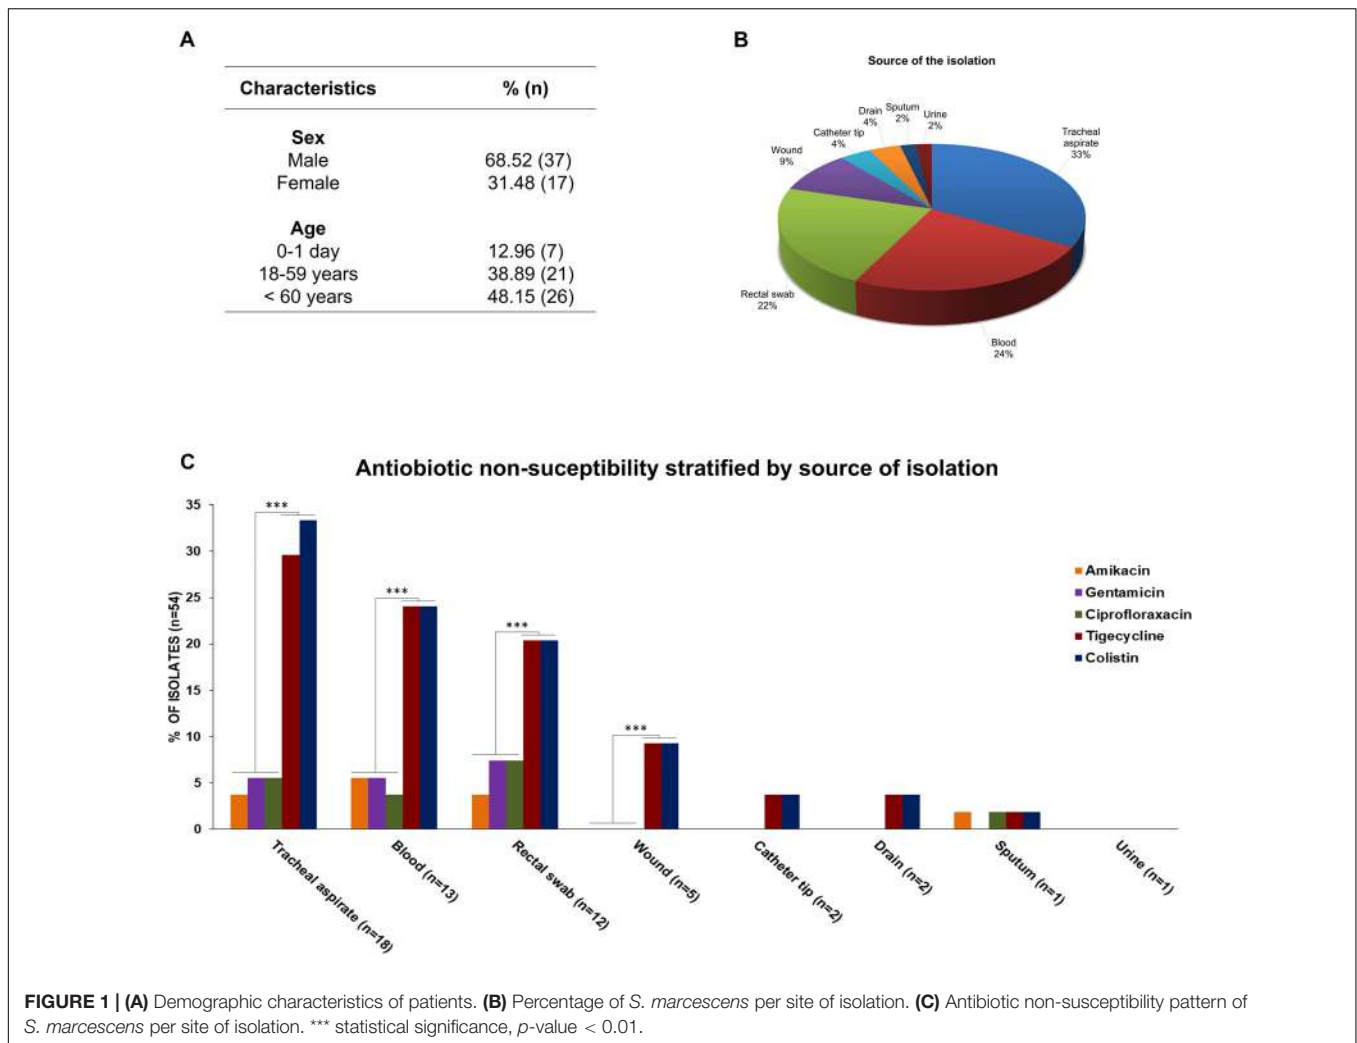 A
Characteristics % (n)
Sex
Male 68.52 (37)
Female 31.48 (17)
Age
0-1 day 12.96 (7)
18-59 years 38.89 (21)
< 60 years 48.15 (26)
B
Source of the isolation
Tracheal
aspirate
33%
Blood
24%
Rectal swab
22%
Wound
9%
Catheter tip
4%
Drain
4%
Sputum
2%
Urine
2%
C
Antiobiotic non-suceptibility stratified by source of isolation
% OF ISOLATES (n=54)
35
30
25
20
15
10
5
0
***
***
***
***
Amikacin
Gentamicin
Ciprofloraxacin
Tigecycline
Colistin
Tracheal aspirate (n=18)
Blood (n=13)
Rectal swab (n=12)
Wound (n=5)
Catheter tip (n=2)
Drain (n=2)
Sputum (n=1)
Urine (n=1)
FIGURE 1 | (A) Demographic characteristics of patients. (B) Percentage of S. marcescens per site of isolation. (C) Antibiotic non-susceptibility pattern of
S. marcescens per site of isolation. *** statistical significance, p-value < 0.01.